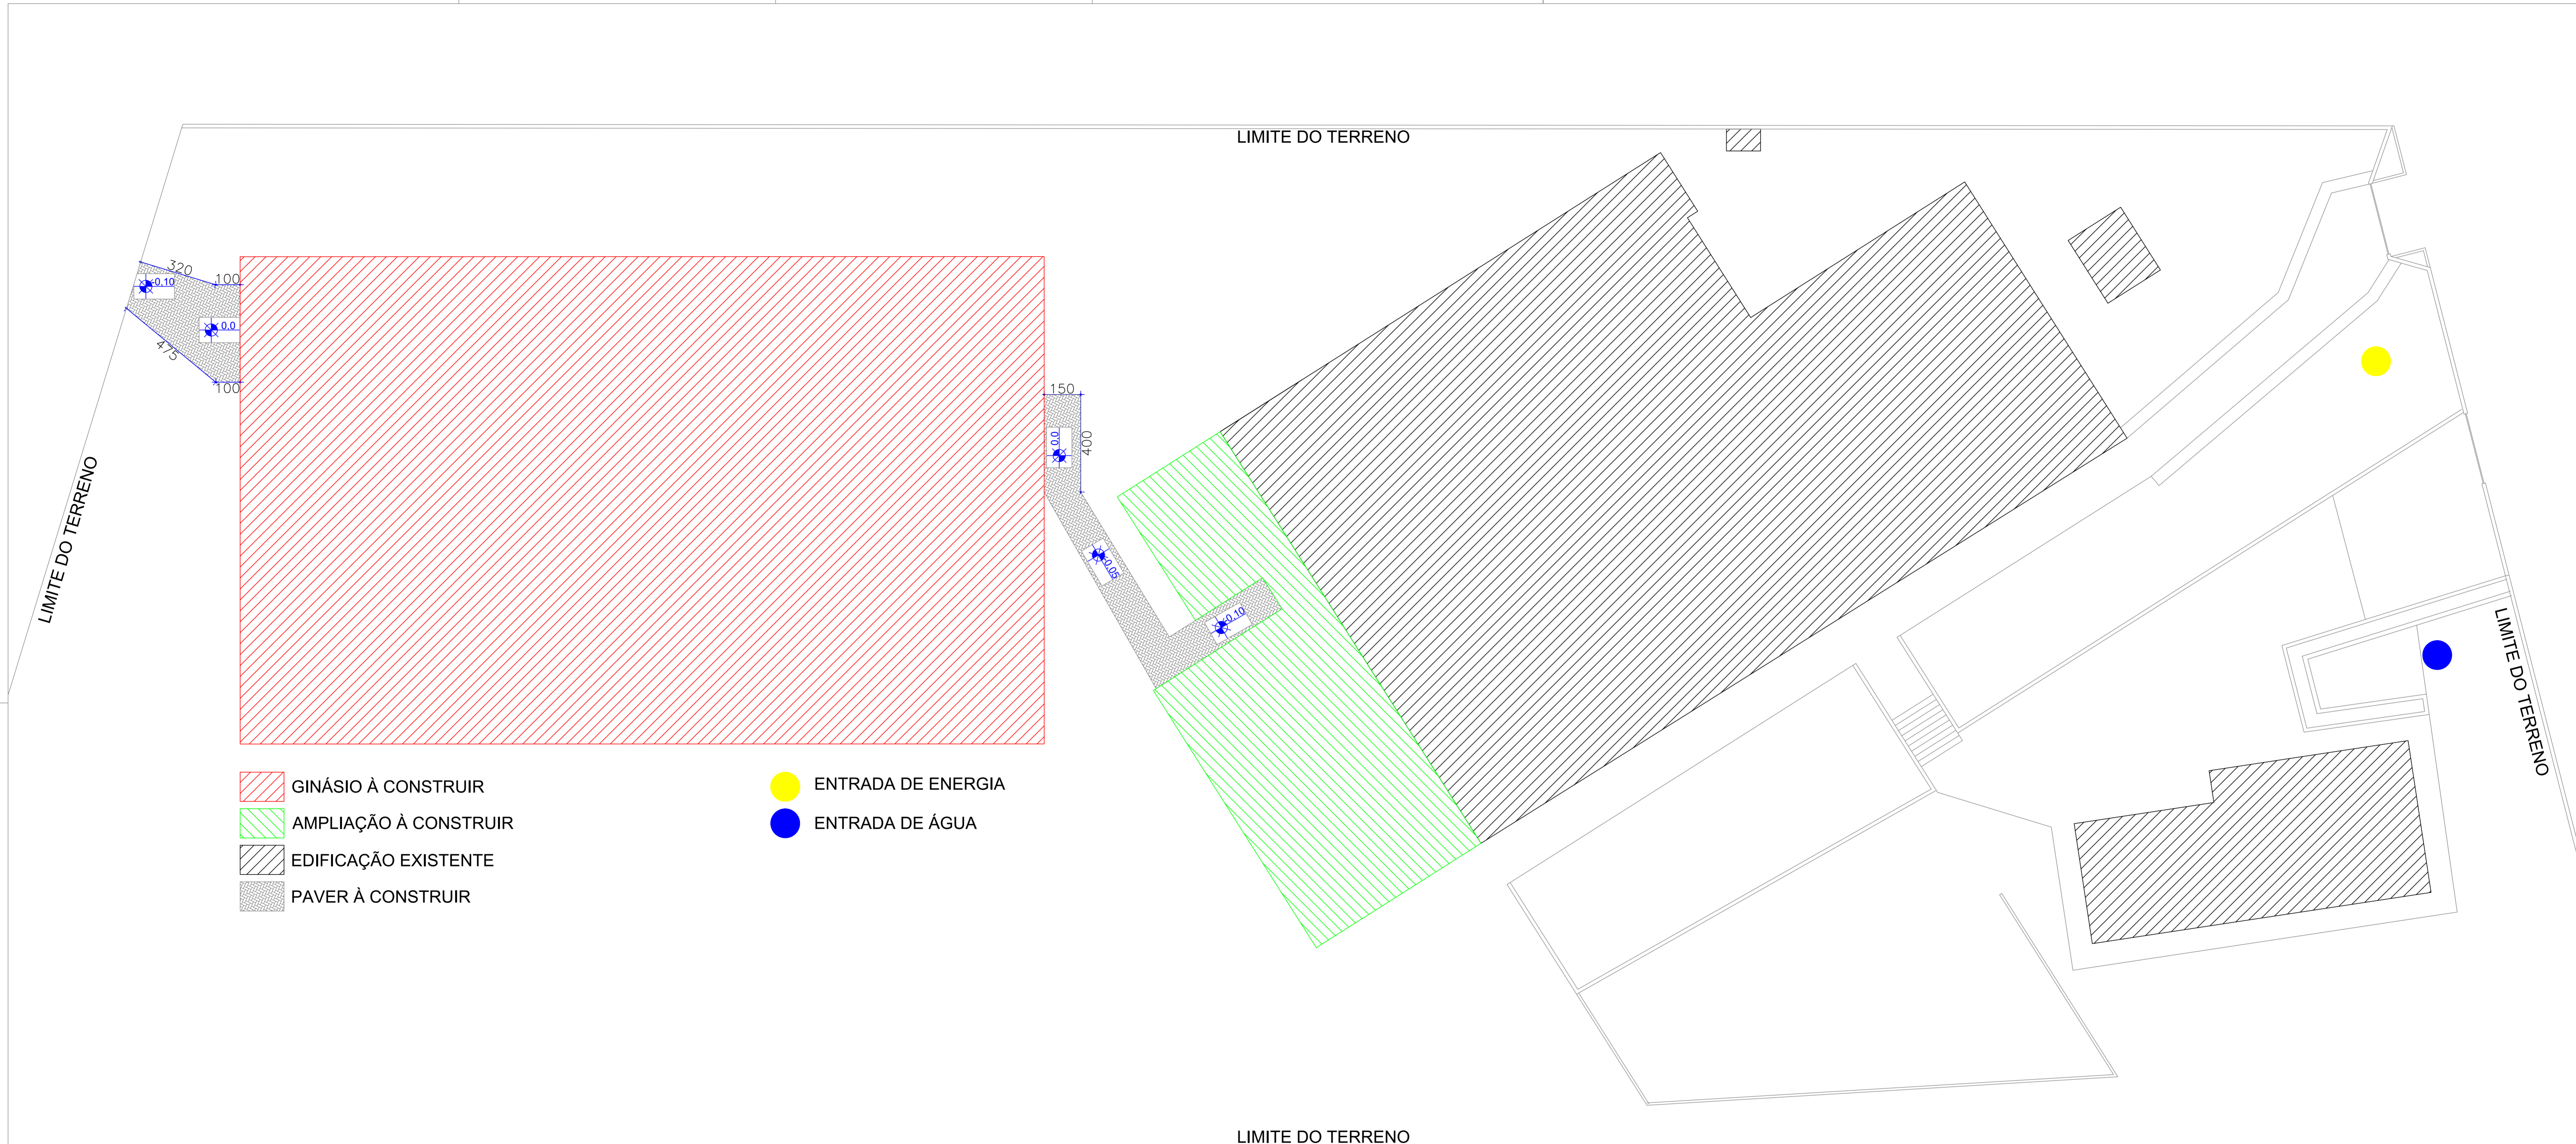 LIMITE DO TERRENO
320
100
-0.10
0.0
475
100
150
0.0
400
-0.05
-0.10
LIMITE DO TERRENO
LIMITE DO TERRENO
GINÁSIO À CONSTRUIR
AMPLIAÇÃO À CONSTRUIR
EDIFICAÇÃO EXISTENTE
PAVER À CONSTRUIR
ENTRADA DE ENERGIA
ENTRADA DE ÁGUA
LIMITE DO TERRENO